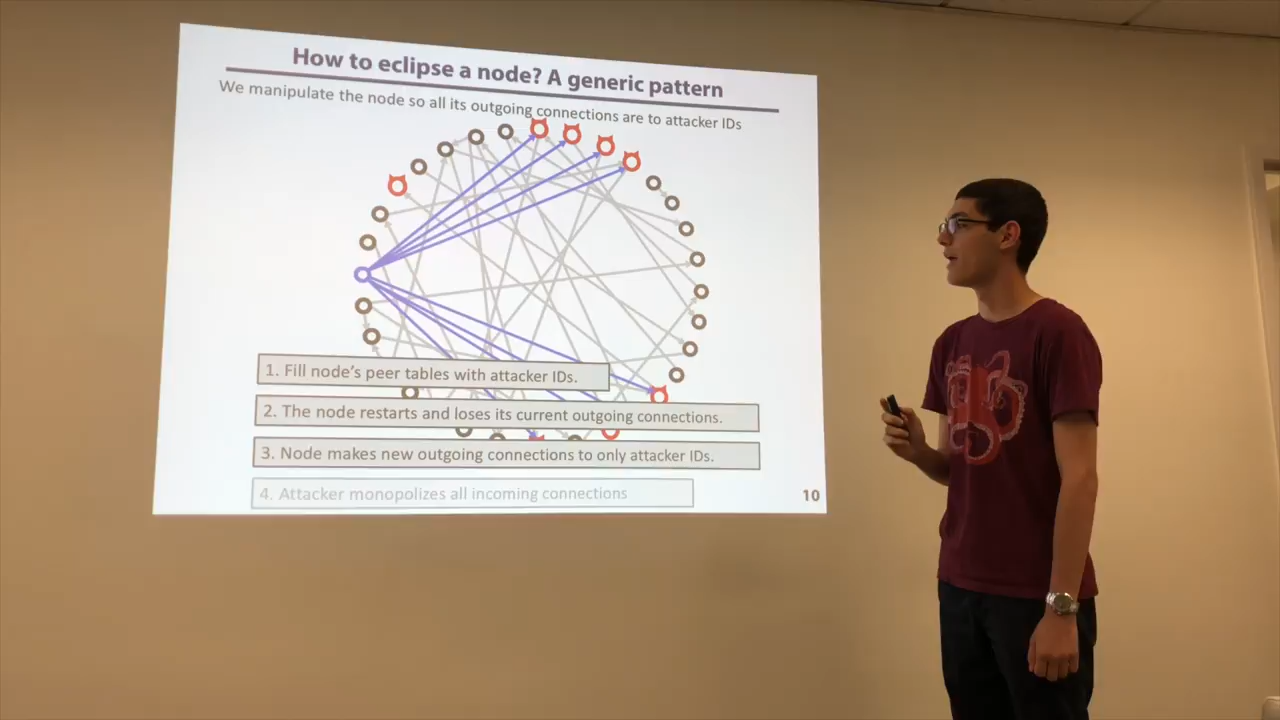 How to eclipse a node? A generic pattern
We manipulate the node so all its outgoing connections are to attacker IDs
1. Fill node's peer tables with attacker IDs.
2. The node restarts and loses its current outgoing connections.
3. Node makes new outgoing connections to only attacker IDs.
4. Attacker monopolizes all incoming connections
10